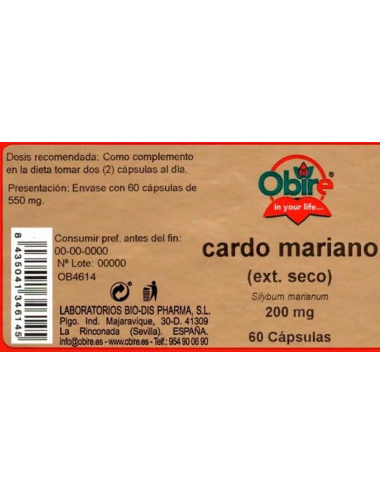 Dosis recomendada: Como complemento
en la dieta tomar dos (2) cápsulas al día.
Presentación: Envase con 60 cápsulas de
550 mg.
Consumir pref. antes del fin:
00-00-0000
Nº Lote: 00000
OB4614
8 435041 346145
LABORATORIOS BIO-DIS PHARMA, S.L.
Plgo. Ind. Majaravique, 30-D. 41309
La Rinconada (Sevilla). ESPAÑA.
info@obire.es - www.obire.es - Telf.: 954 90 06 90
Obire
in your life...
cardo mariano
(ext. seco)
Silybum marianum
200 mg
60 Cápsulas